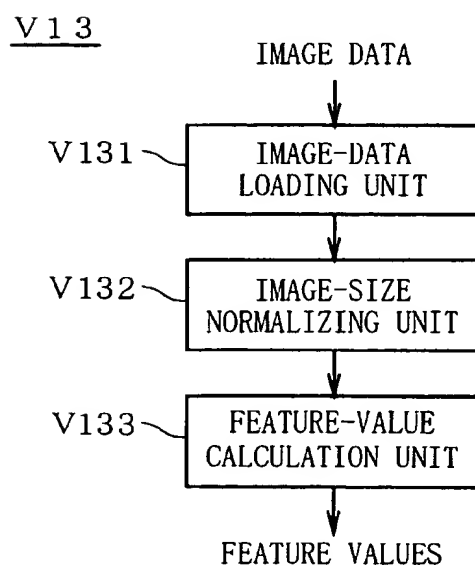 V13
IMAGE DATA
V131
IMAGE-DATA
LOADING UNIT
V132
IMAGE-SIZE
NORMALIZING UNIT
V133
FEATURE-VALUE
CALCULATION UNIT
FEATURE VALUES